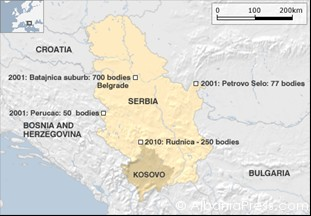 0 100 200km
CROATIA
2001: Batajnica auburb: 700 bodies
Belgrade
2001: Petrovo Selo: 77 bodies
SERBIA
2001: Perucac: 50 bodies
BOSNIA AND
HERZEGOVINA
2010: Rudnica - 250 bodies
KOSOVO
BULGARIA